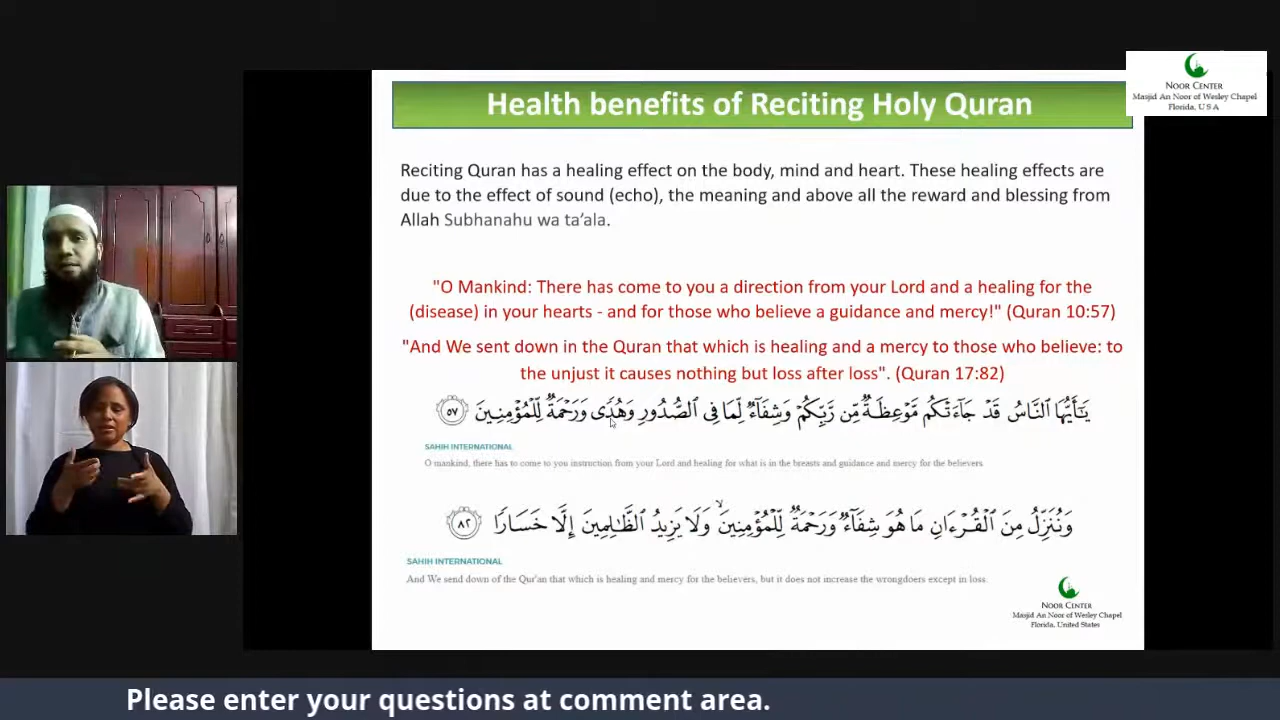 NOOR CENTER
Masjid An Noor of Wesley Chapel
Florida, U S A
Health benefits of Reciting Holy Quran
Reciting Quran has a healing effect on the body, mind and heart. These healing effects are
due to the effect of sound (echo), the meaning and above all the reward and blessing from
Allah Subhanahu wa ta’ala.
"O Mankind: There has come to you a direction from your Lord and a healing for the
(disease) in your hearts - and for those who believe a guidance and mercy!" (Quran 10:57)
"And We sent down in the Quran that which is healing and a mercy to those who believe: to
the unjust it causes nothing but loss after loss". (Quran 17:82)
يَـٰٓأَيُّهَا ٱلنَّاسُ قَدْ جَآءَتْكُم مَّوْعِظَةٌ مِّن رَّبِّكُمْ وَشِفَآءٌ لِّمَا فِى ٱلصُّدُورِ وَهُدًى وَرَحْمَةٌ لِّلْمُؤْمِنِينَ ٥٧
SAHIH INTERNATIONAL
O mankind, there has to come to you instruction from your Lord and healing for what is in the breasts and guidance and mercy for the believers
وَنُنَزِّلُ مِنَ ٱلْقُرْءَانِ مَا هُوَ شِفَآءٌ وَرَحْمَةٌ لِّلْمُؤْمِنِينَ ۙ وَلَا يَزِيدُ ٱلظَّـٰلِمِينَ إِلَّا خَسَارًا ٨٢
SAHIH INTERNATIONAL
And We send down of the Qur'an that which is healing and mercy for the believers, but it does not increase the wrongdoers except in loss.
NOOR CENTER
Masjid An Noor of Wesley Chapel
Florida, United States
Please enter your questions at comment area.